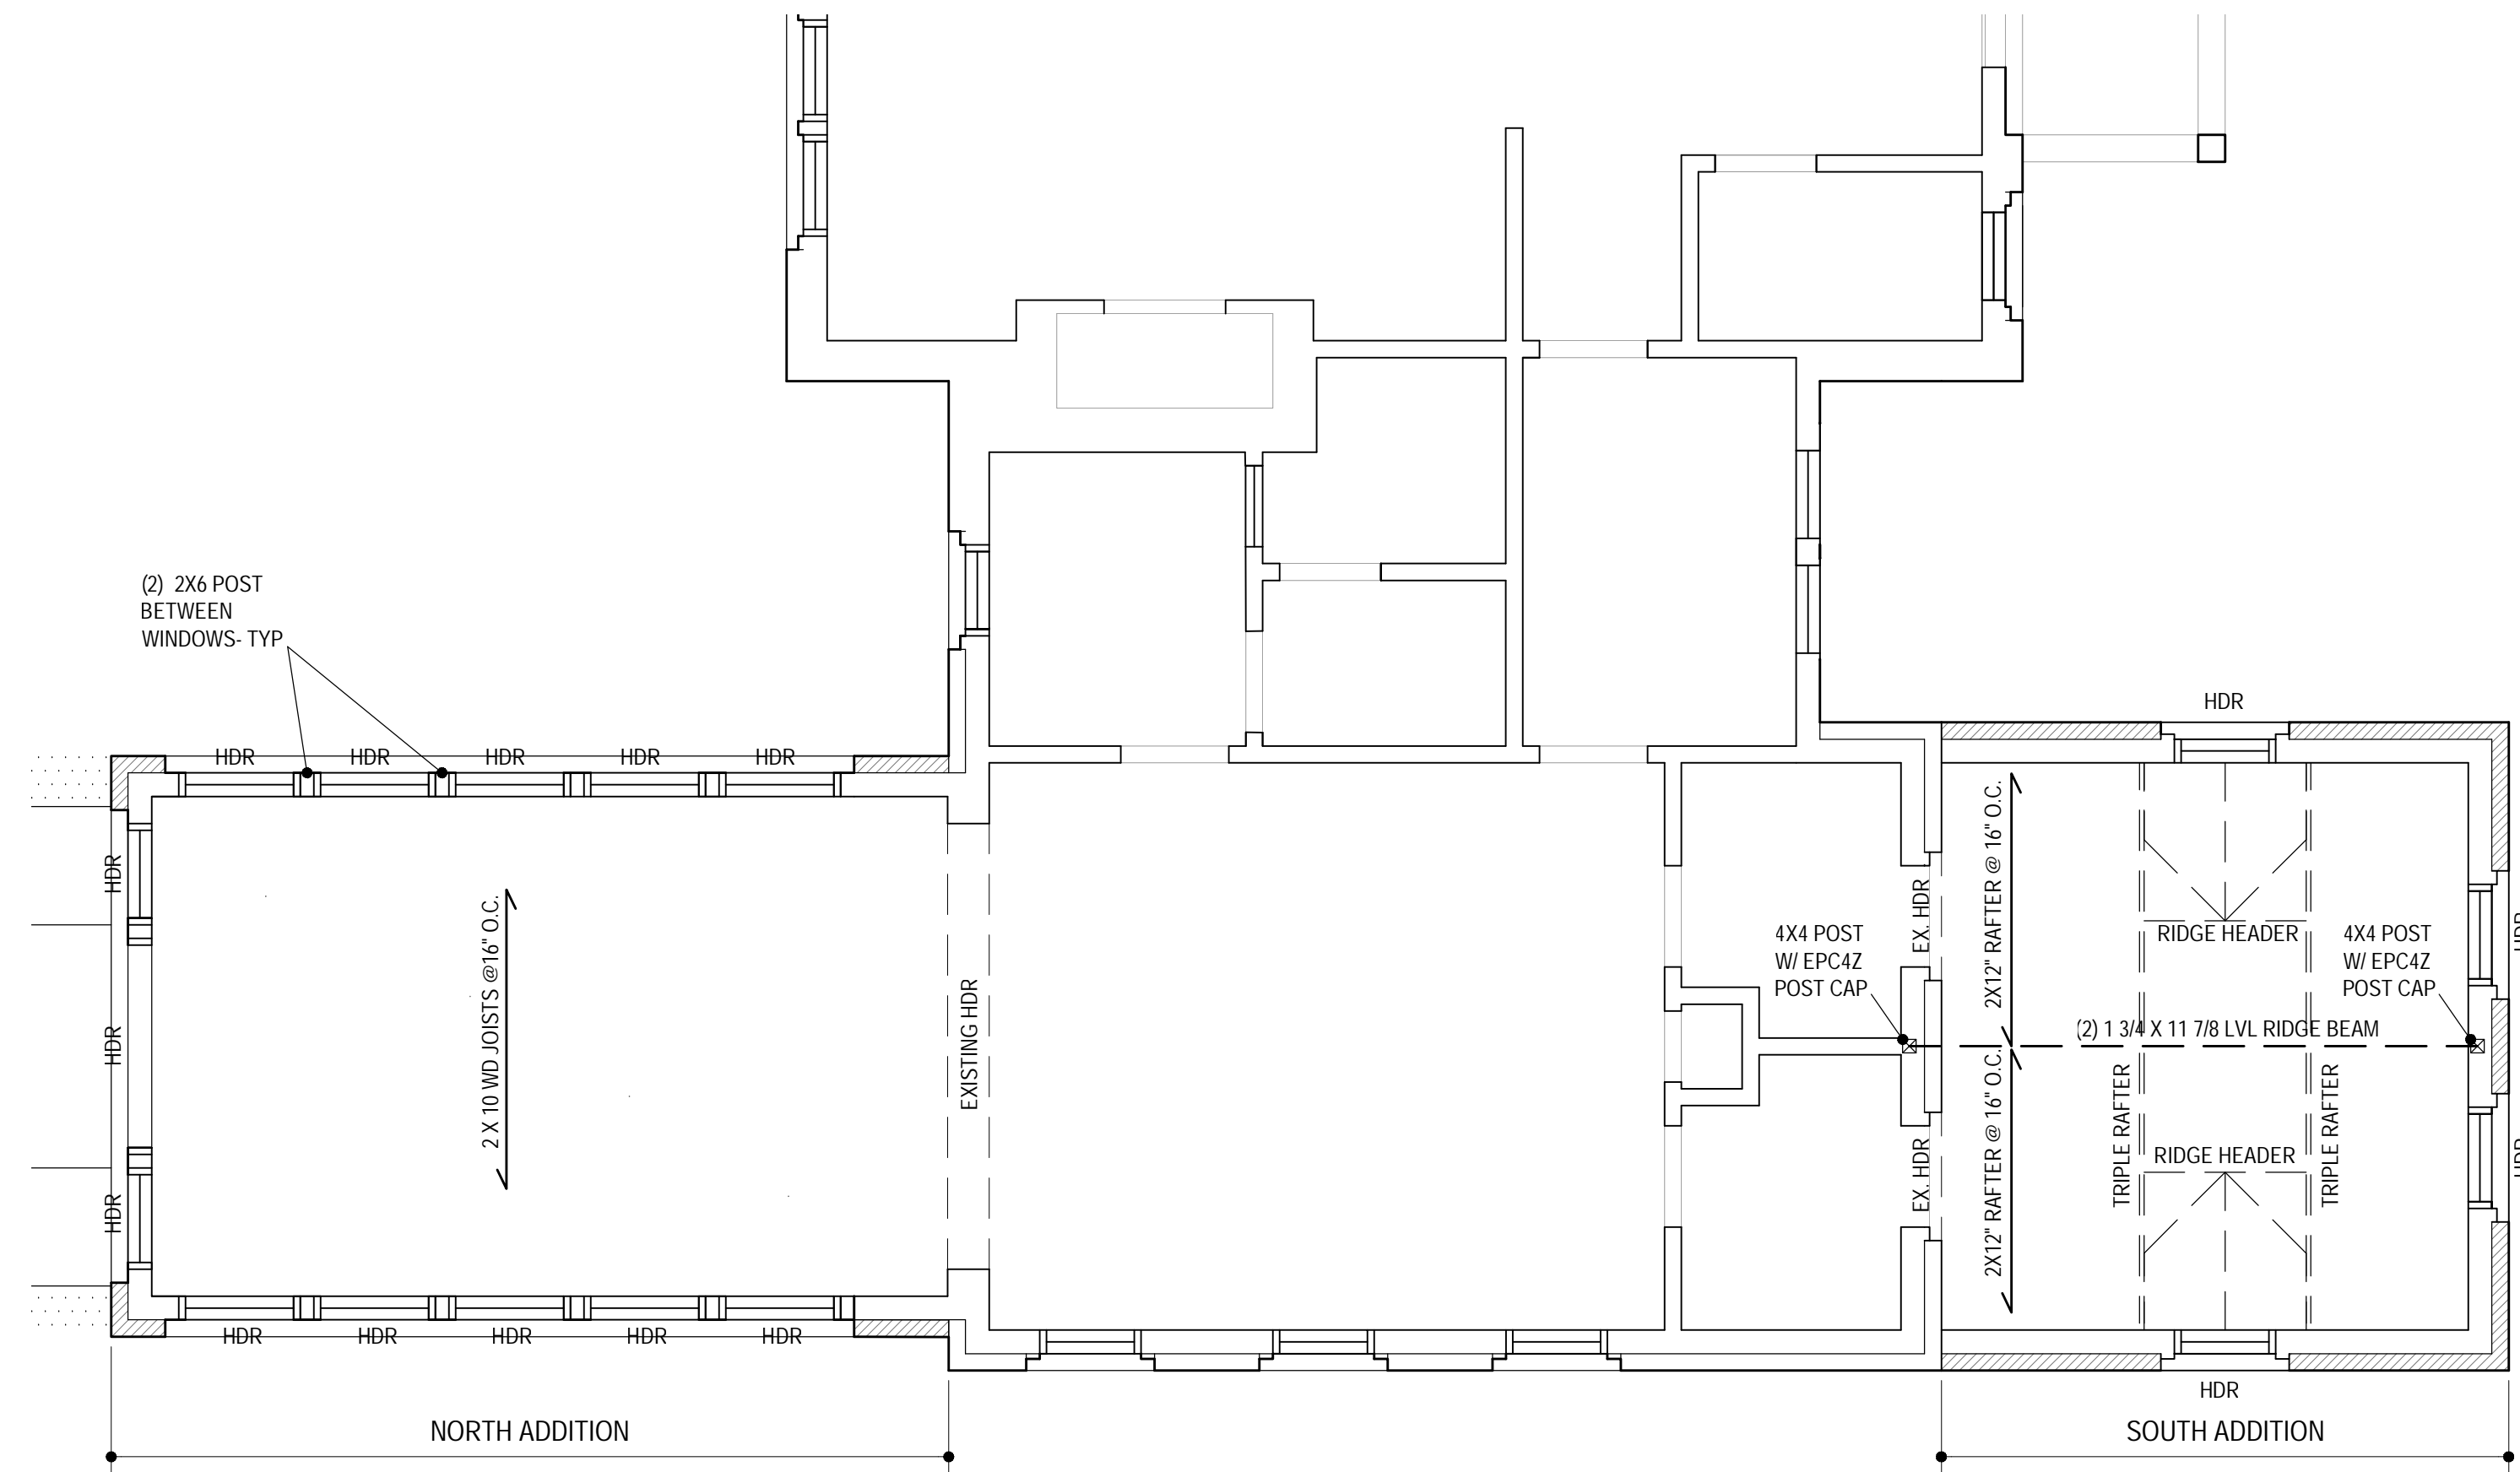 (2) 2X6 POST
BETWEEN
WINDOWS- TYP
HDR
HDR
HDR
HDR
HDR
HDR
HDR
HDR
HDR
2 X 10 WD JOISTS @16" O.C.
EXISTING HDR
HDR
HDR
HDR
HDR
HDR
4X4 POST
W/ EPC4Z
POST CAP
EX. HDR
EX. HDR
2X12" RAFTER @ 16" O.C.
2X12" RAFTER @ 16" O.C.
RIDGE HEADER
4X4 POST
W/ EPC4Z
POST CAP
(2) 1 3/4 X 11 7/8 LVL RIDGE BEAM
TRIPLE RAFTER
TRIPLE RAFTER
RIDGE HEADER
HDR
HDR
HDR
HDR
NORTH ADDITION
SOUTH ADDITION